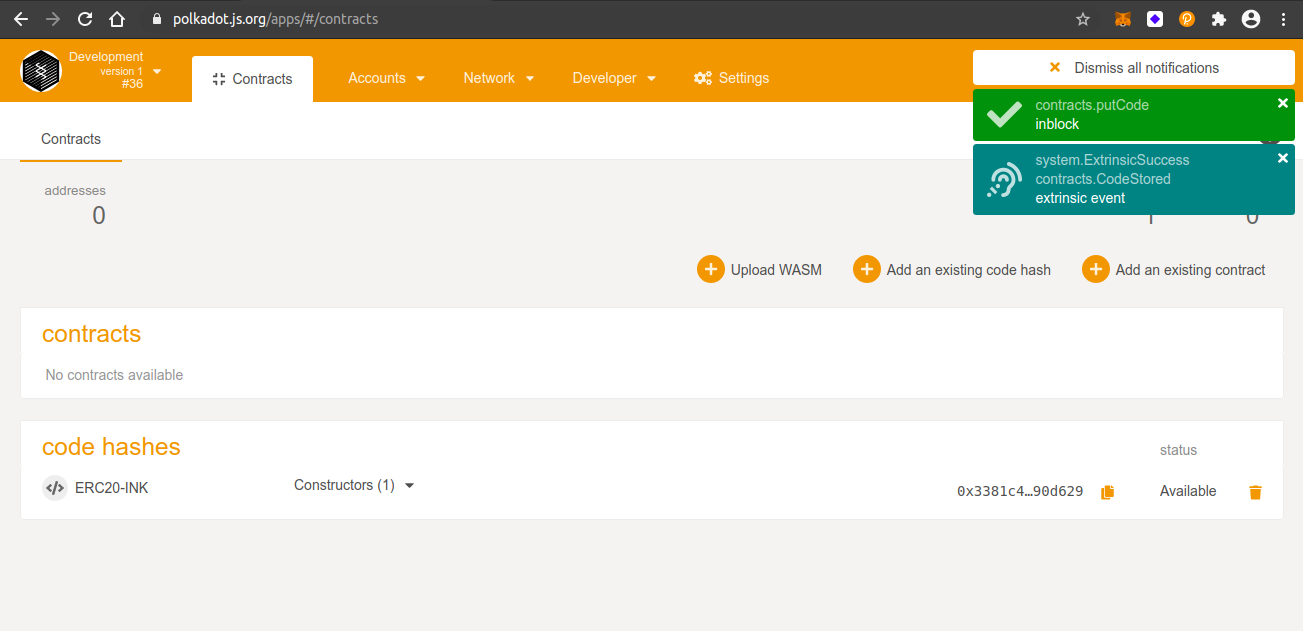 polkadot.js.org/apps/#/contracts
Development
version 1
#36
Contracts
Accounts
Network
Developer
Settings
Dismiss all notifications
contracts.putCode
inblock
system.ExtrinsicSuccess
contracts.CodeStored
extrinsic event
Contracts
addresses
0
1
0
Upload WASM
Add an existing code hash
Add an existing contract
contracts
No contracts available
code hashes
status
ERC20-INK
Constructors (1)
0x3381c4…90d629
Available